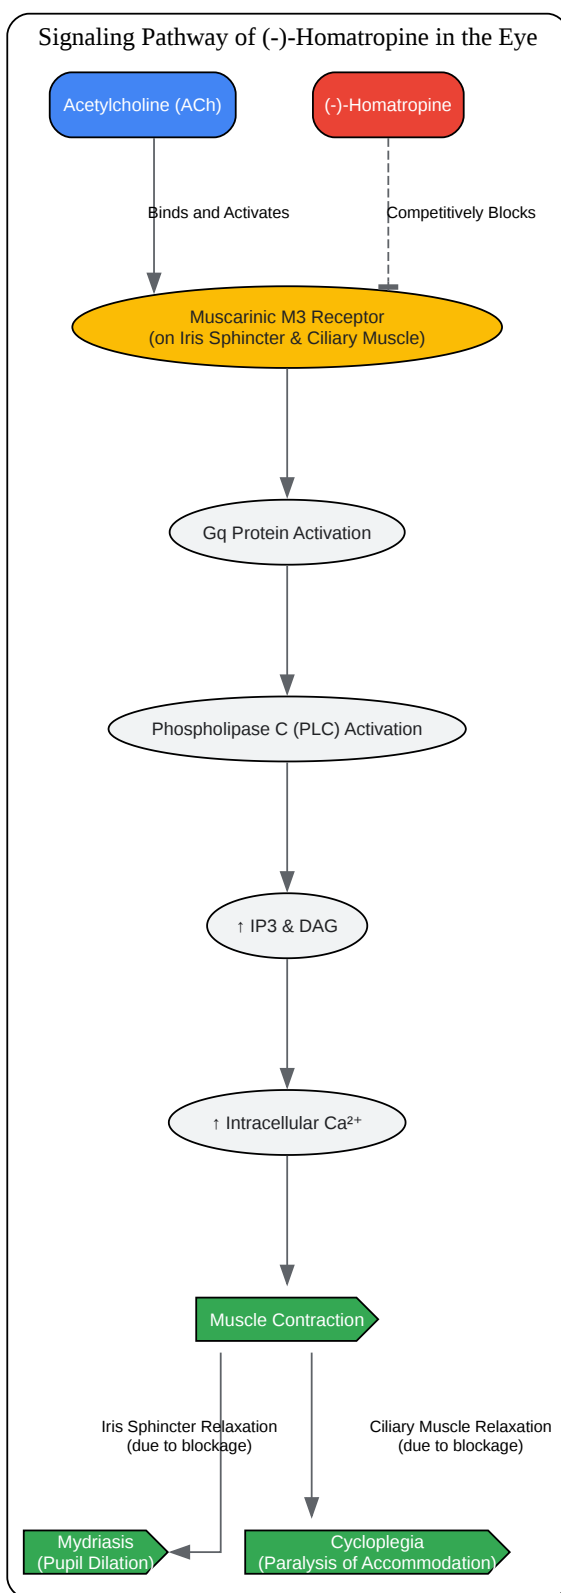 Signaling Pathway of (-)-Homatropine in the Eye
Acetylcholine (ACh)
(-)-Homatropine
Binds and Activates
Competitively Blocks
Muscarinic M3 Receptor
(on Iris Sphincter & Ciliary Muscle)
Gq Protein Activation
Phospholipase C (PLC) Activation
↑ IP3 & DAG
↑ Intracellular Ca²⁺
Muscle Contraction
Iris Sphincter Relaxation
(due to blockage)
Ciliary Muscle Relaxation
(due to blockage)
Mydriasis
(Pupil Dilation)
Cycloplegia
(Paralysis of Accommodation)